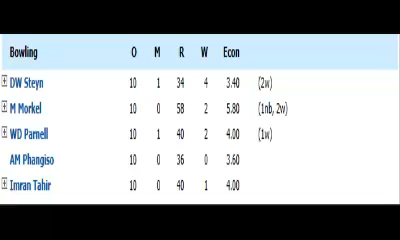 Bowling O M R W Econ
DW Steyn 10 1 34 4 3.40 (2w)
M Morkel 10 0 58 2 5.80 (1nb, 2w)
WD Parnell 10 1 40 2 4.00 (1w)
AM Phangiso 10 0 36 0 3.60
Imran Tahir 10 0 40 1 4.00